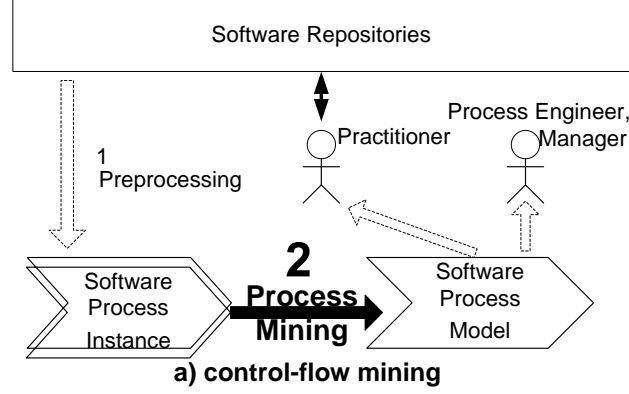 Software Repositories
Process Engineer,
Manager
Practitioner
1
Preprocessing
2
Process
Mining
Software
Process
Instance
Software
Process
Model
a) control-flow mining